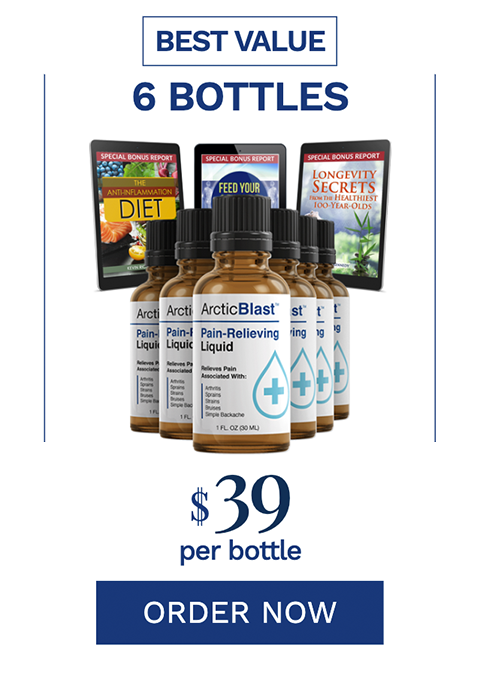 BEST VALUE
6 BOTTLES
SPECIAL BONUS REPORT
THE
ANTI-INFLAMMATION
DIET
SPECIAL BONUS REPORT
FEED YOUR
SPECIAL BONUS REPORT
LONGEVITY
SECRETS
FROM THE HEALTHIEST
100-YEAR-OLDS
ArcticBlast™
Pain-Relieving
Liquid
Relieves Pain
Associated With:
Arthritis
Sprains
Strains
Bruises
Simple Backache
1 FL. OZ (30 ML)
$39
per bottle
ORDER NOW